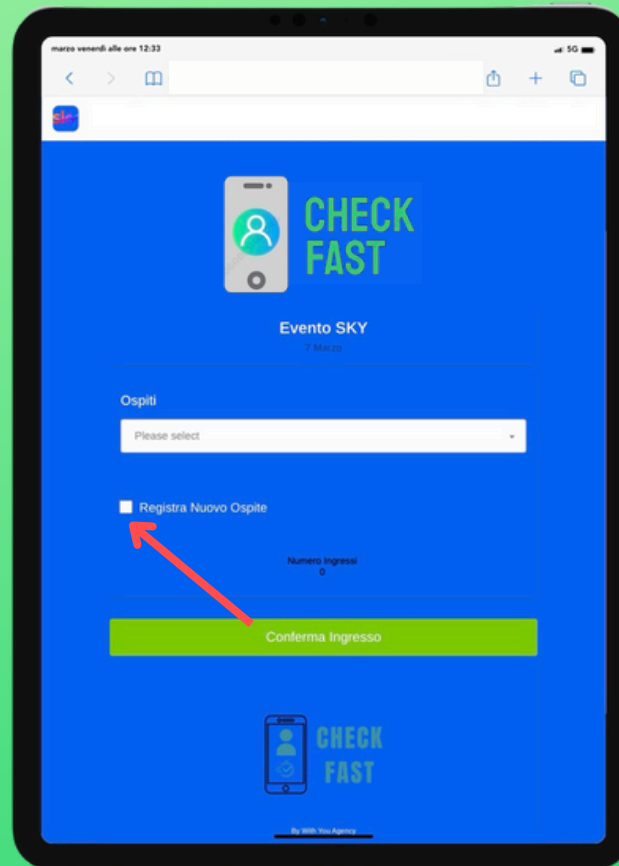 marzo venerdì alle ore 12:33
5G
sky
CHECK
FAST
Evento SKY
7 Marzo
Ospiti
Please select
Registra Nuovo Ospite
Numero Ingressi
0
Conferma Ingresso
CHECK
FAST
By With You Agency